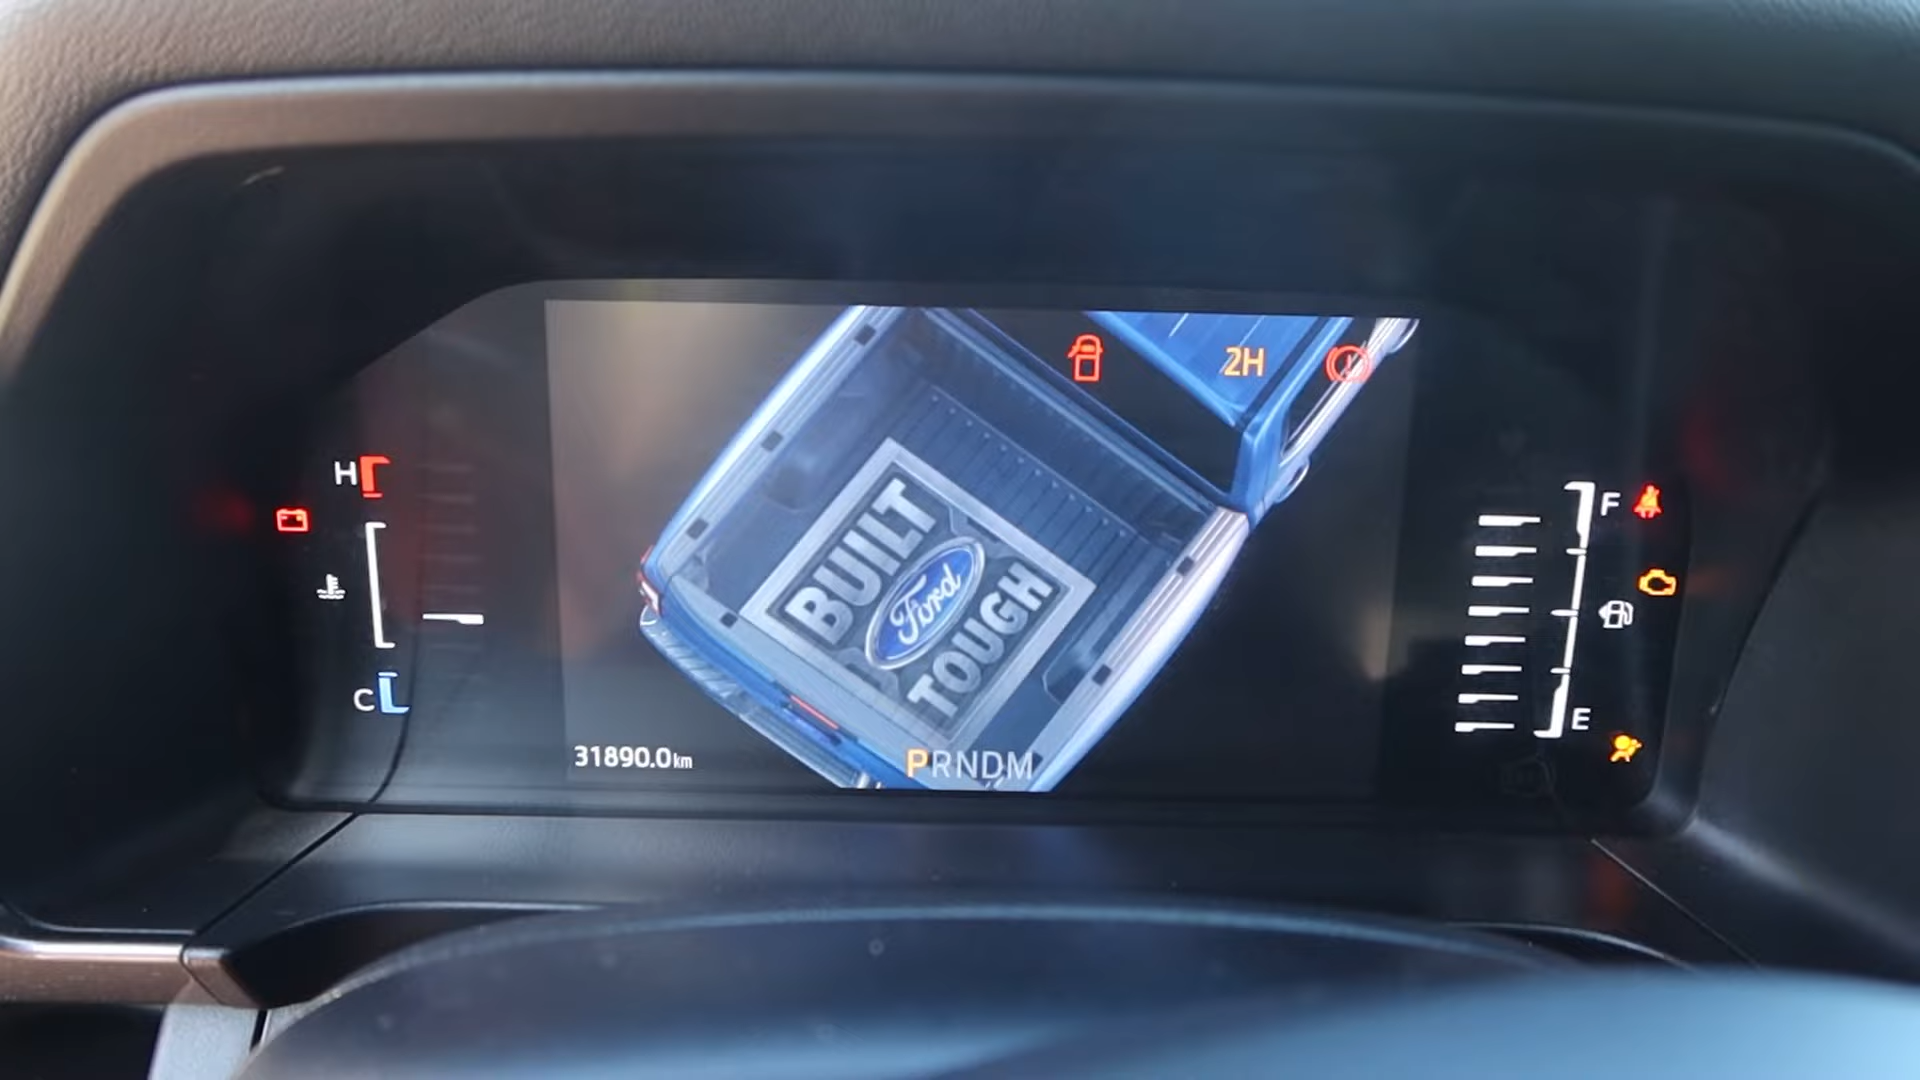 2H
H
F
BUILT
Ford
TOUGH
C
E
31890.0km
PRNDM